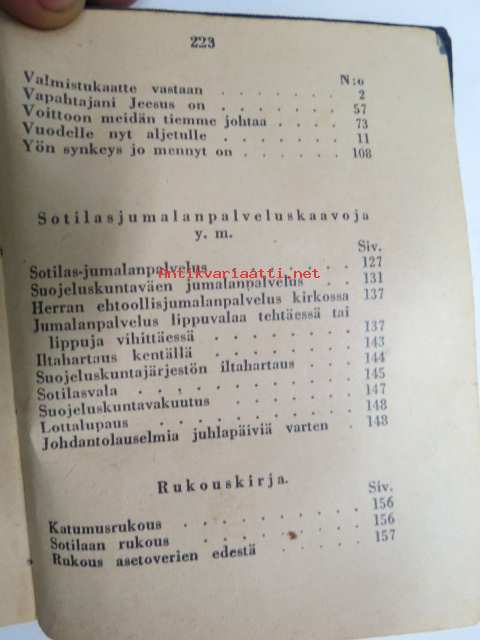 223
N:o
Valmistukaatte vastaan . . . . . . . 2
Vapahtajani Jeesus on . . . . . . . 57
Voittoon meidän tiemme johtaa . . . . 73
Vuodelle nyt aljetulle . . . . . . . 11
Yön synkeys jo mennyt on . . . . . . 108
Sotilasjumalanpalveluskaavoja
y. m.
Siv.
Sotilas-jumalanpalvelus . . . . . . 127
Antikvariaatti.net
Suojeluskuntaväen jumalanpalvelus . . . 131
Herran ehtoollisjumalanpalvelus kirkossa 137
Jumalanpalvelus lippuvalaa tehtäessä tai
lippuja vihittäessä . . . . . . . 137
Iltahartaus kentällä . . . . . . . 143
Suojeluskuntajärjestön iltahartaus . . . 144
Sotilasvala . . . . . . . . . . 145
Suojeluskuntavakuutus . . . . . . . 147
Lottalupaus . . . . . . . . . . 148
Johdantolauselmia juhlapäiviä varten . . 148
Rukouskirja.
Siv.
Katumusrukous . . . . . . . . . 156
Sotilaan rukous . . . . . . . . . 156
Rukous asetoverien edestä . . . . . 157